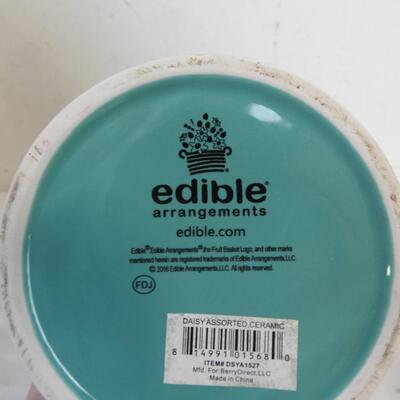 edible®
arrangements
edible.com
Edible®,Edible Arrangements®,the Fruit Basket Logo, and other marks
mentioned herein are registered trademarks of Edible Arrangements,LLC.
© 2016 Edible Arrangements,LLC. All rights reserved.
FDJ
DAISY ASSORTED,CERAMIC
8 14991 01568 0
ITEM# DSYA1527
Mfd. For:BerryDirect,LLC
Made in China